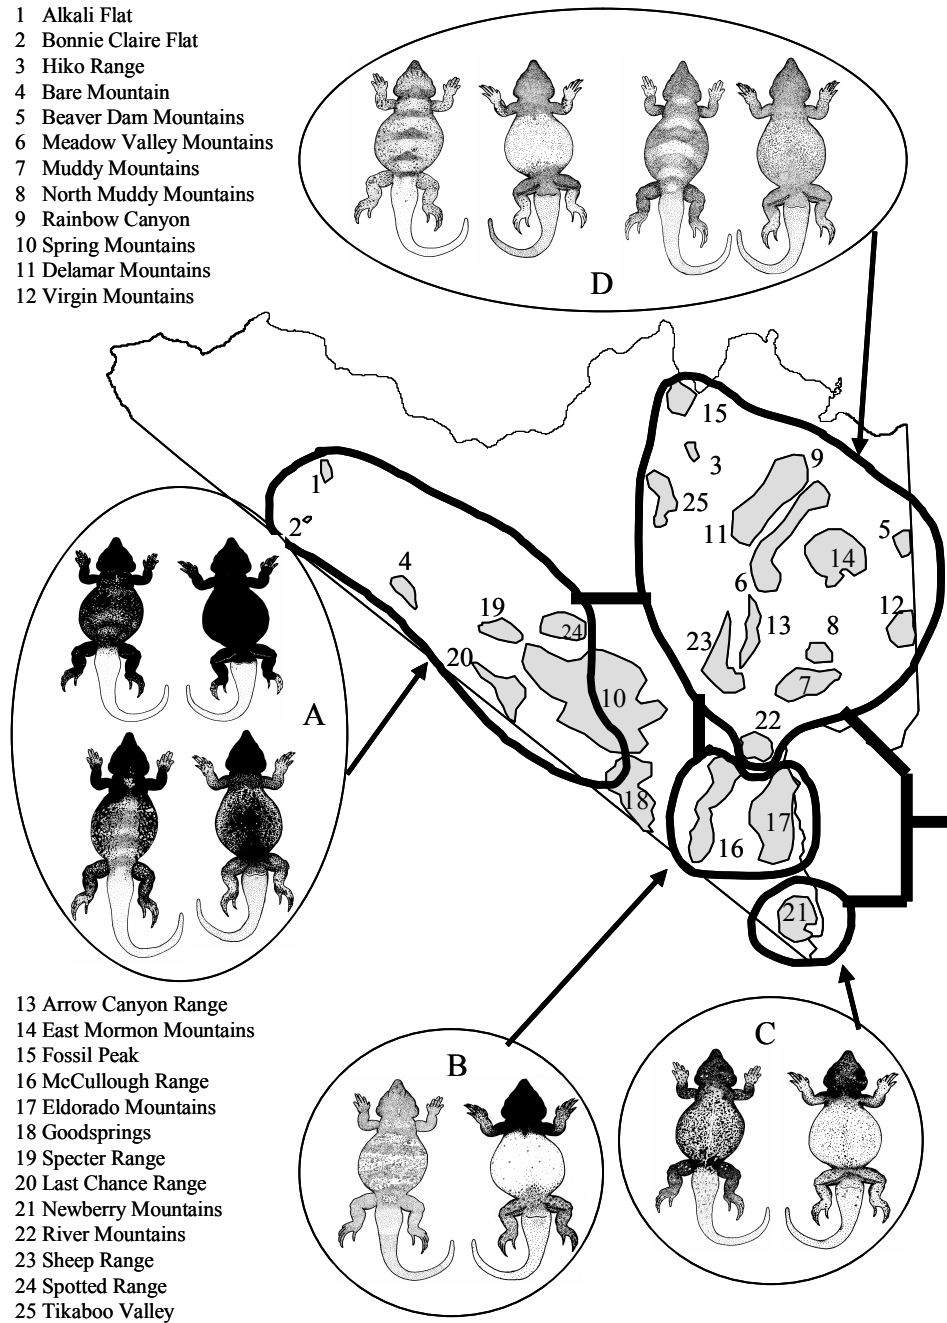 1 Alkali Flat
2 Bonnie Claire Flat
3 Hiko Range
4 Bare Mountain
5 Beaver Dam Mountains
6 Meadow Valley Mountains
7 Muddy Mountains
8 North Muddy Mountains
9 Rainbow Canyon
10 Spring Mountains
11 Delamar Mountains
12 Virgin Mountains
D
15
3
9
1
25
2
11
5
14
4
6
12
19
13
8
24
23
20
7
10
A
22
18
17
16
21
13 Arrow Canyon Range
14 East Mormon Mountains
15 Fossil Peak
16 McCullough Range
17 Eldorado Mountains
18 Goodsprings
19 Specter Range
20 Last Chance Range
21 Newberry Mountains
22 River Mountains
23 Sheep Range
24 Spotted Range
25 Tikaboo Valley
B
C